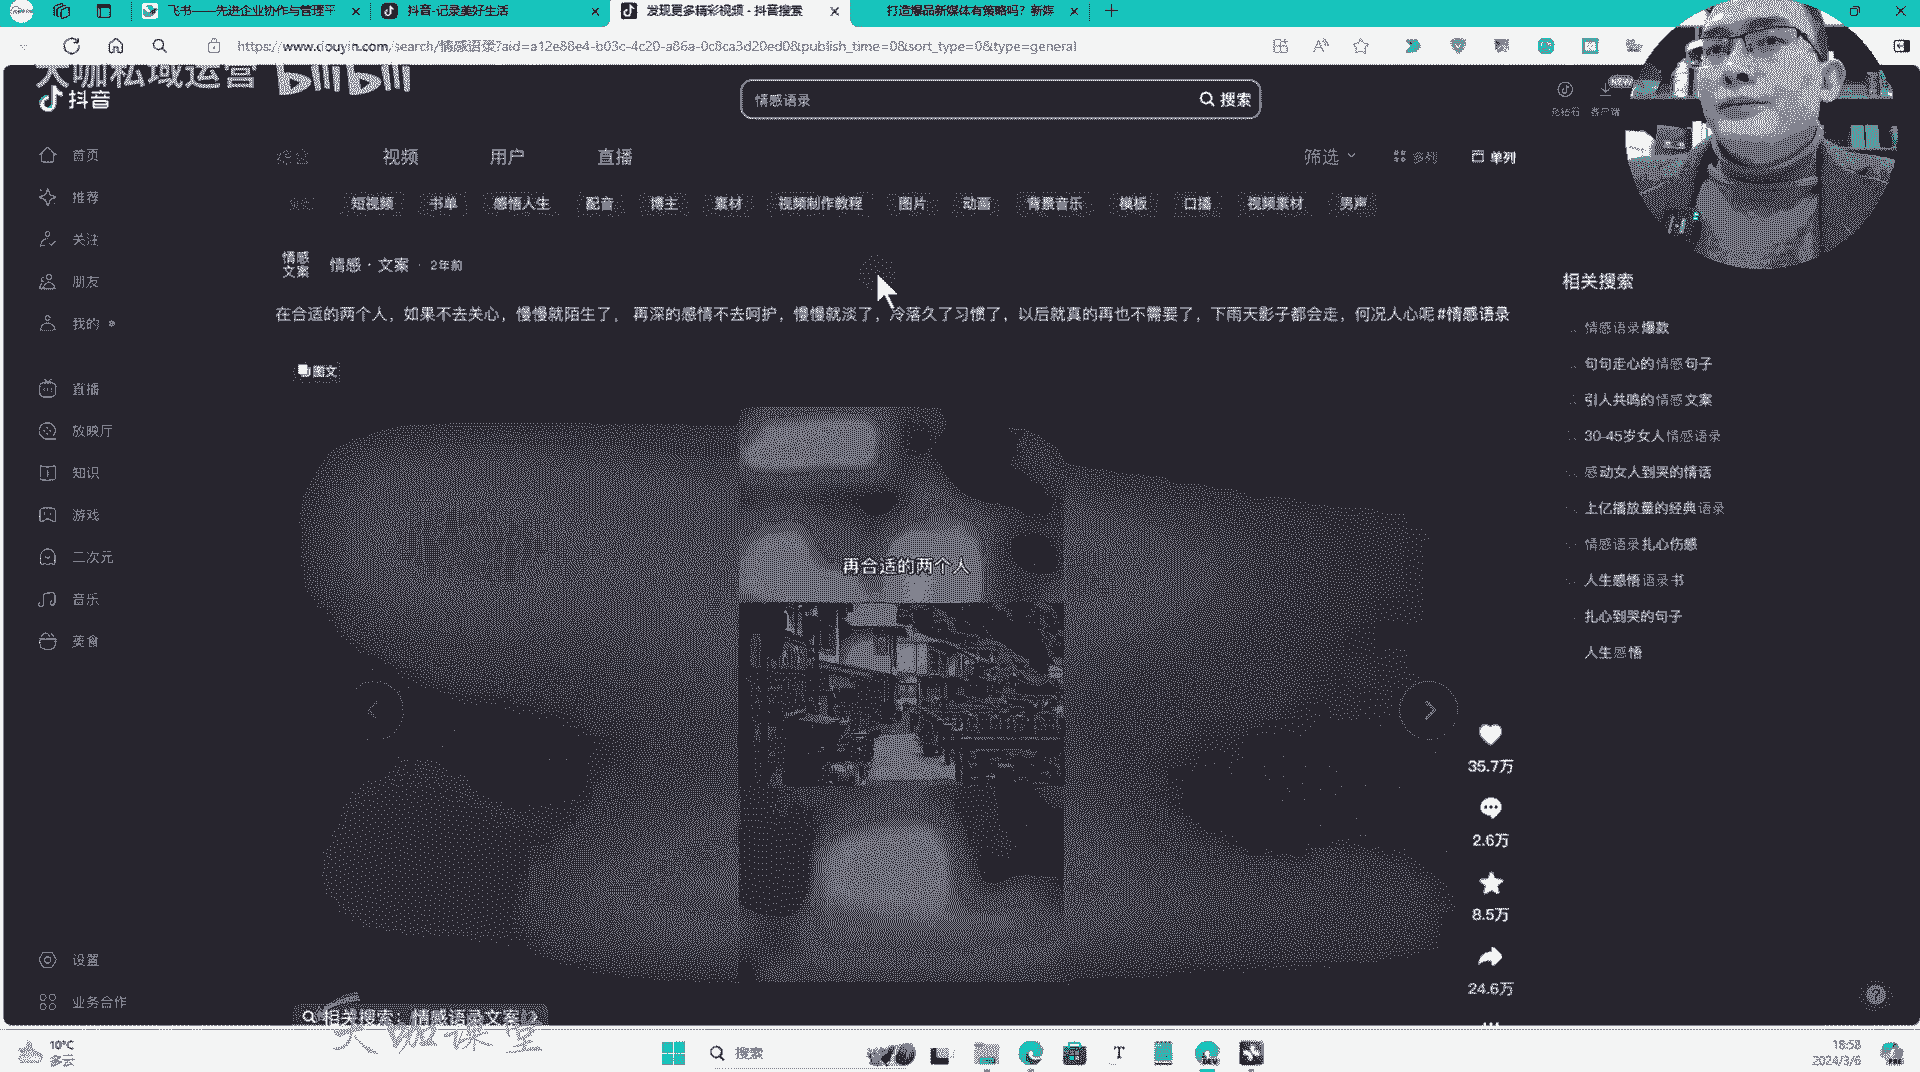 飞书——先进企业协作与管理平
抖音-记录美好生活
发现更多精彩视频 - 抖音搜索
打造爆品新媒体有策略吗？新媒
https://www.douyin.com/search/情感语录?aid=a12e88e4-b03c-4c20-a86a-0c8ca3d20ed0&publish_time=0&sort_type=0&type=general
大咖私域运营 bilibili
抖音
情感语录
搜索
NEW
充钻石
客户端
首页
推荐
关注
朋友
我的
直播
放映厅
知识
游戏
二次元
音乐
美食
设置
业务合作
综合
视频
用户
直播
筛选
多列
单列
短视频
书单
感悟人生
配音
博主
素材
视频制作教程
图片
动画
背景音乐
模板
口播
视频素材
男声
情感
文案
情感·文案 · 2年前
在合适的两个人，如果不去关心，慢慢就陌生了， 再深的感情不去呵护，慢慢就淡了，冷落久了习惯了，以后就真的再也不需要了，下雨天影子都会走，何况人心呢 #情感语录
图文
再合适的两个人
35.7万
2.6万
8.5万
24.6万
相关搜索：情感语录文案
大咖课堂
相关搜索
情感语录爆款
句句走心的情感句子
引人共鸣的情感文案
30-45岁女人情感语录
感动女人到哭的情话
上亿播放量的经典语录
情感语录扎心伤感
人生感悟语录书
扎心到哭的句子
人生感悟
10°C
多云
搜索
18:58
2024/3/6